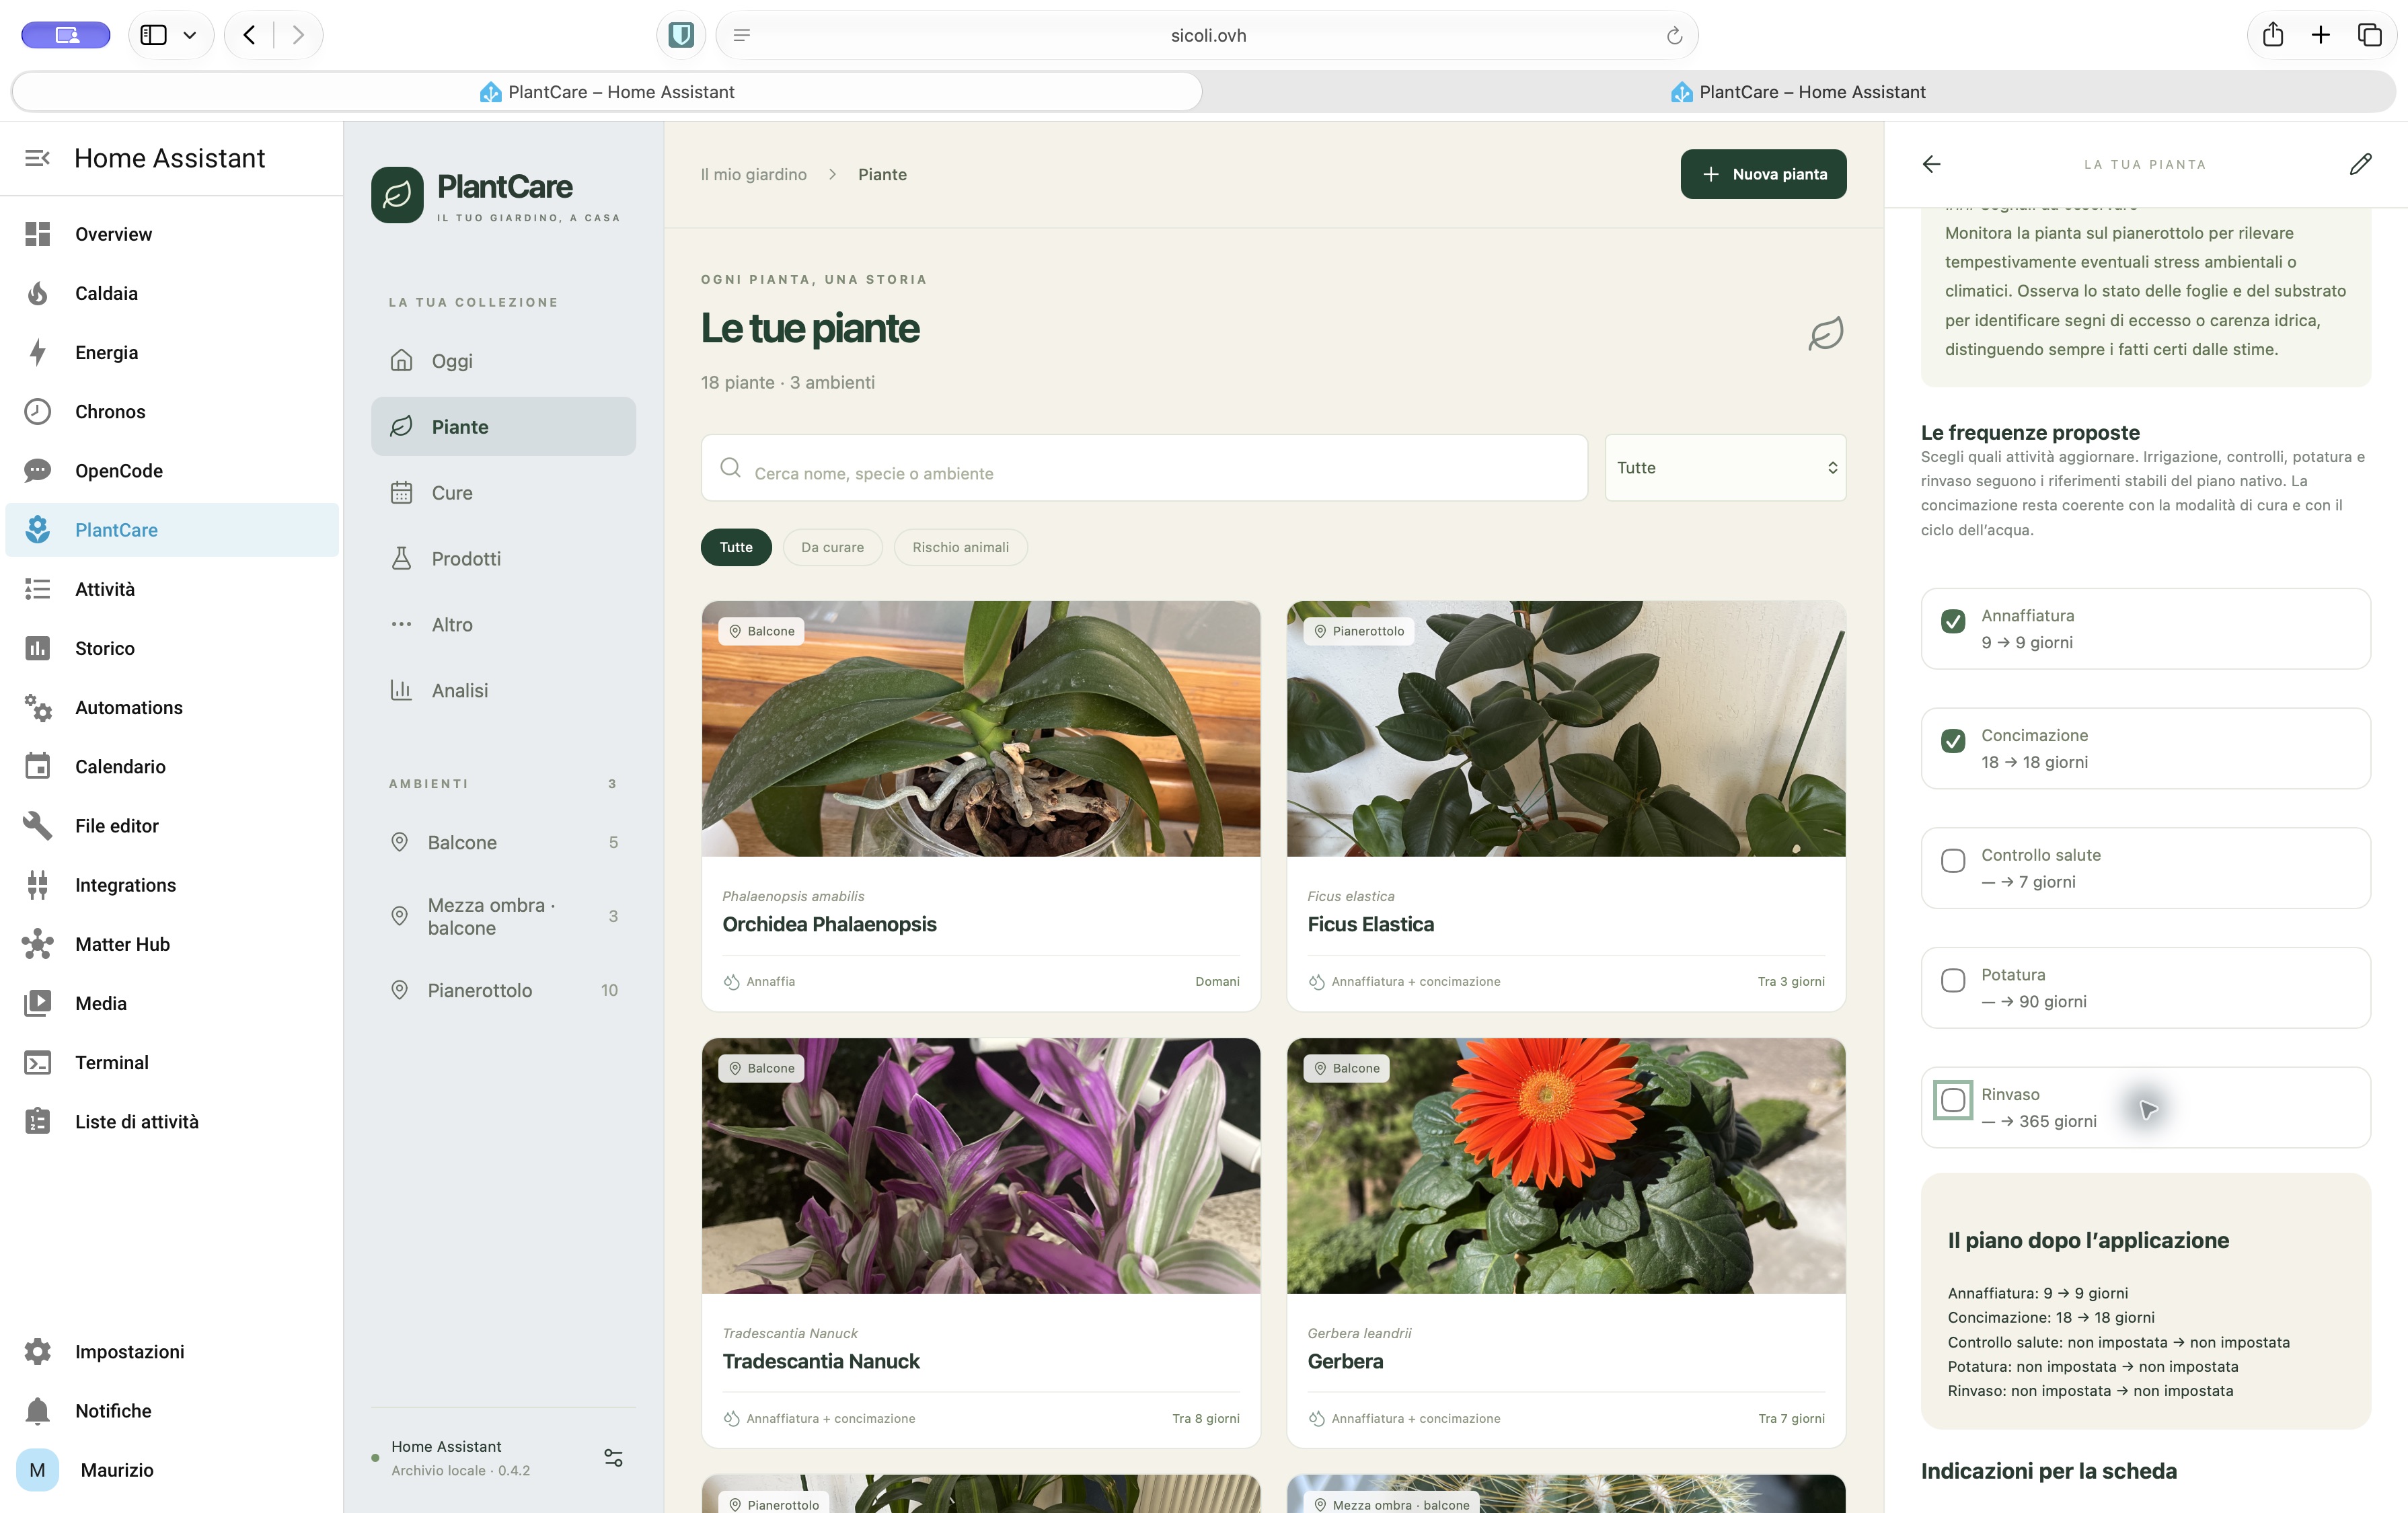 sicoli.ovh
PlantCare – Home Assistant
PlantCare – Home Assistant
Home Assistant
Overview
Caldaia
Energia
Chronos
OpenCode
PlantCare
Attività
Storico
Automations
Calendario
File editor
Integrations
Matter Hub
Media
Terminal
Liste di attività
Impostazioni
Notifiche
M
Maurizio
PlantCare
IL TUO GIARDINO, A CASA
LA TUA COLLEZIONE
Oggi
Piante
Cure
Prodotti
Altro
Analisi
AMBIENTI 3
Balcone 5
Mezza ombra ·
balcone 3
Pianerottolo 10
Home Assistant
Archivio locale · 0.4.2
Il mio giardino > Piante
+ Nuova pianta
OGNI PIANTA, UNA STORIA
Le tue piante
18 piante · 3 ambienti
Cerca nome, specie o ambiente
Tutte
Tutte
Da curare
Rischio animali
Balcone
Phalaenopsis amabilis
Orchidea Phalaenopsis
Annaffia Domani
Pianerottolo
Ficus elastica
Ficus Elastica
Annaffiatura + concimazione Tra 3 giorni
Balcone
Tradescantia Nanuck
Tradescantia Nanuck
Annaffiatura + concimazione Tra 8 giorni
Balcone
Gerbera leandrii
Gerbera
Annaffiatura + concimazione Tra 7 giorni
Pianerottolo
Mezza ombra · balcone
LA TUA PIANTA
Monitora la pianta sul pianerottolo per rilevare
tempestivamente eventuali stress ambientali o
climatici. Osserva lo stato delle foglie e del substrato
per identificare segni di eccesso o carenza idrica,
distinguendo sempre i fatti certi dalle stime.
Le frequenze proposte
Scegli quali attività aggiornare. Irrigazione, controlli, potatura e
rinvaso seguono i riferimenti stabili del piano nativo. La
concimazione resta coerente con la modalità di cura e con il
ciclo dell’acqua.
Annaffiatura
9 → 9 giorni
Concimazione
18 → 18 giorni
Controllo salute
— → 7 giorni
Potatura
— → 90 giorni
Rinvaso
— → 365 giorni
Il piano dopo l’applicazione
Annaffiatura: 9 → 9 giorni
Concimazione: 18 → 18 giorni
Controllo salute: non impostata → non impostata
Potatura: non impostata → non impostata
Rinvaso: non impostata → non impostata
Indicazioni per la scheda